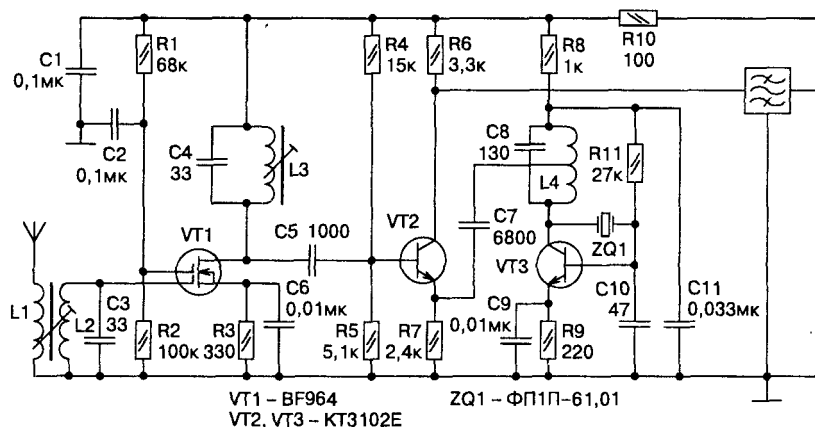 R1
68к
C1
0,1мк
C2
0,1мк
C4
33
L3
R4
15к
R6
3,3к
R8
1к
R10
100
C8
130
L4
R11
27к
C5 1000
VT1
VT2
C7
6800
VT3
ZQ1
L1
L2
C3
33
R2
100к
R3
330
C6
0,01мк
R5
5,1к
R7
2,4к
C9
0,01мк
R9
220
C10
47
C11
0,033мк
VT1 – BF964
VT2, VT3 – КТ3102Е
ZQ1 – ФП1П–61,01